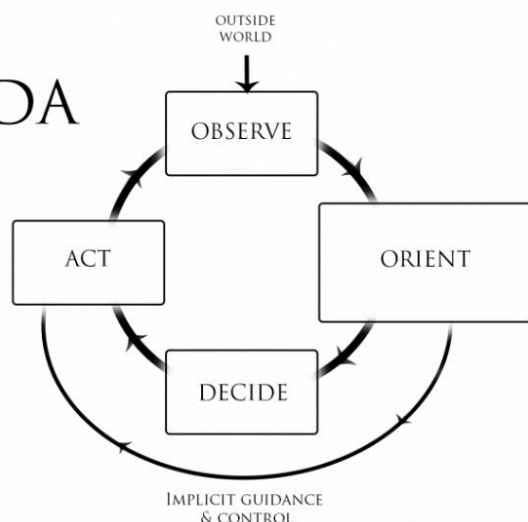 OUTSIDE
WORLD
DA
OBSERVE
ACT
ORIENT
DECIDE
IMPLICIT GUIDANCE
& CONTROL